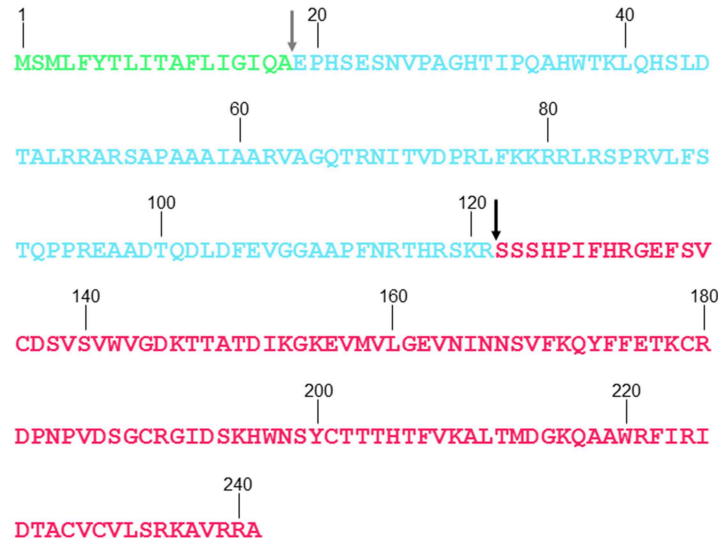 1 20 40
MSMLFYTLITAFLIGIQAEPHSESNVPAGHTIPQAHWTKLQHSLD
60 80
TALRRARSAPAAAIAARVAGQTRNITVDPRLFKKRRLRSPRVLFS
100 120
TQPPREAADTQDLDFEVGGAAPFNRTHRSKRSSSHPIFHRGEFSV
140 160 180
CDSVSVWVGDKTTATDIKGKEVMVLGEVNINNSVFKQYFFETKCR
200 220
DPNPVDSGCRGIDSKHWNSYCTTTHTFVKALTMDGKQAAWRFIRI
240
DTACVCVLSRKAVRRA